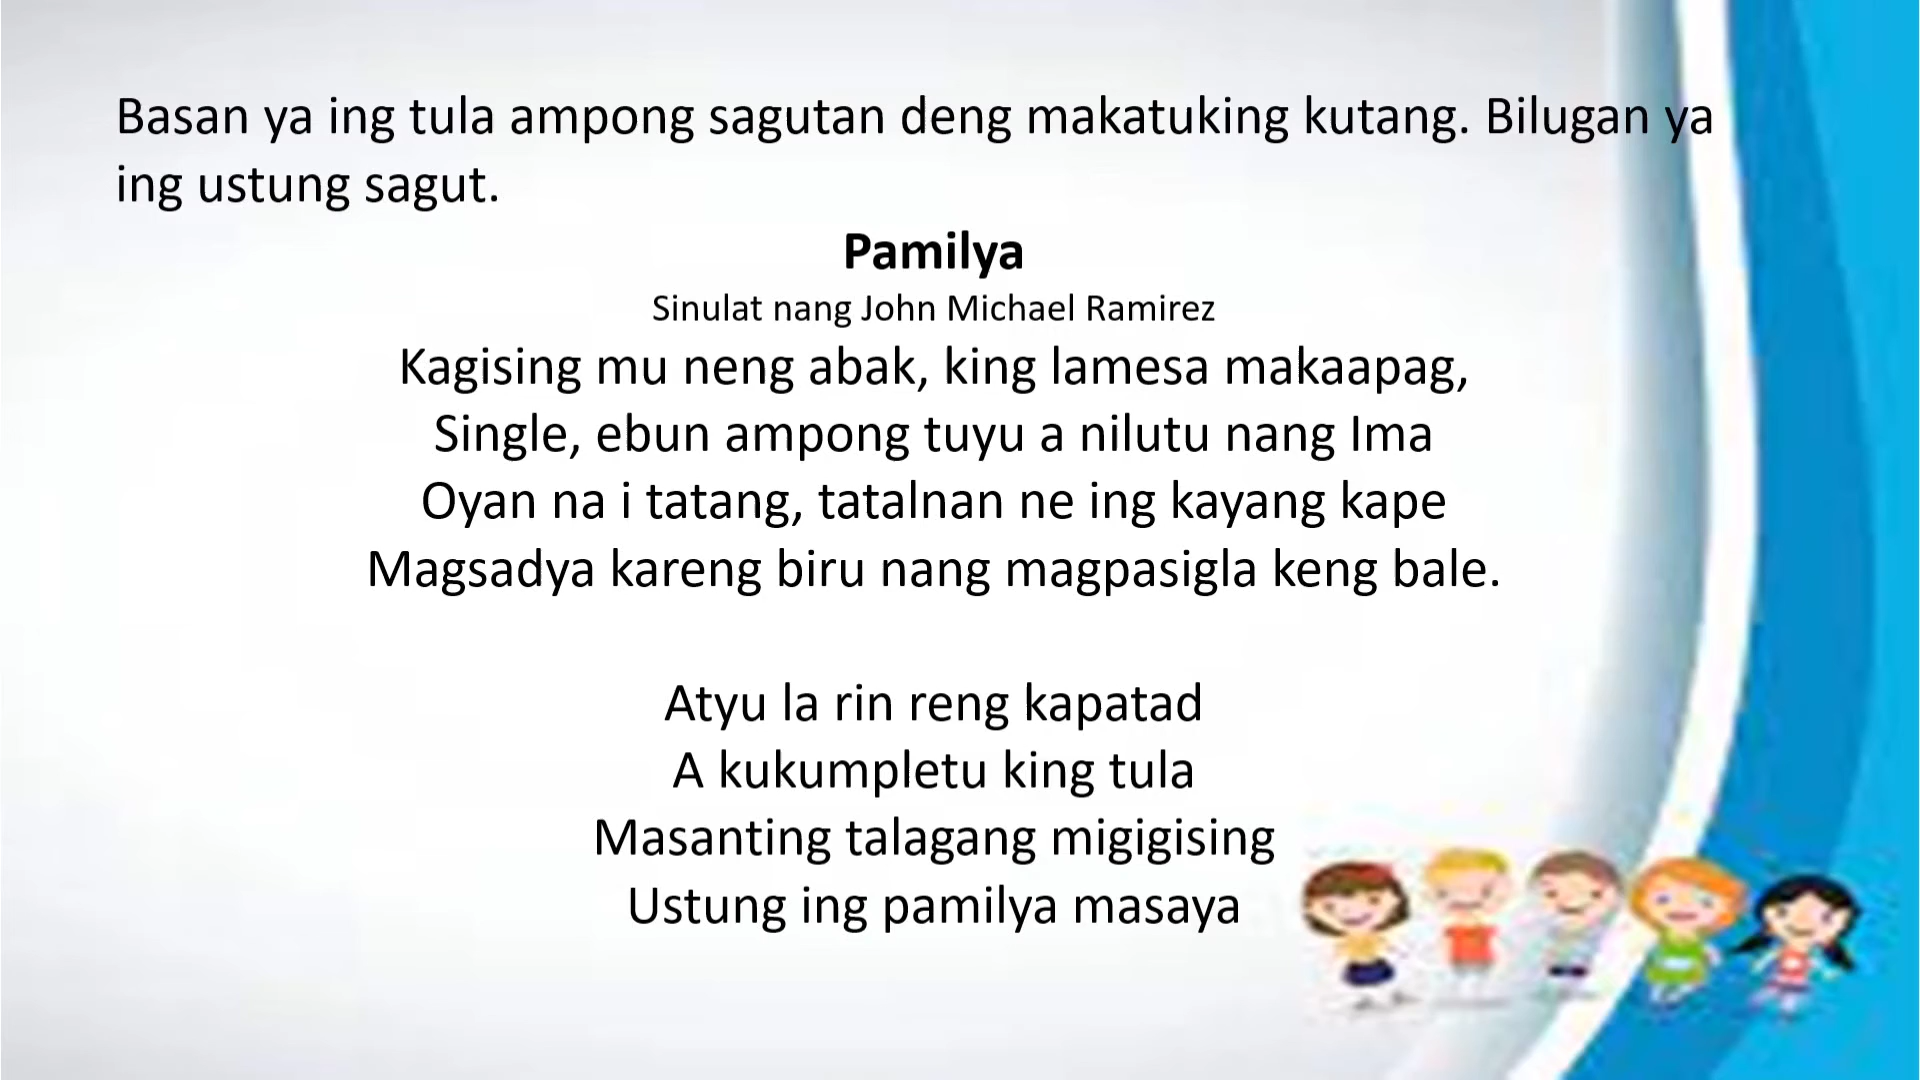 Basan ya ing tula ampong sagutan deng makatuking kutang. Bilugan ya
ing ustung sagut.
Pamilya
Sinulat nang John Michael Ramirez
Kagising mu neng abak, king lamesa makaapag,
Single, ebun ampong tuyu a nilutu nang Ima
Oyan na i tatang, tatalnan ne ing kayang kape
Magsadya kareng biru nang magpasigla keng bale.
Atyu la rin reng kapatad
A kukumpletu king tula
Masanting talagang migigising
Ustung ing pamilya masaya